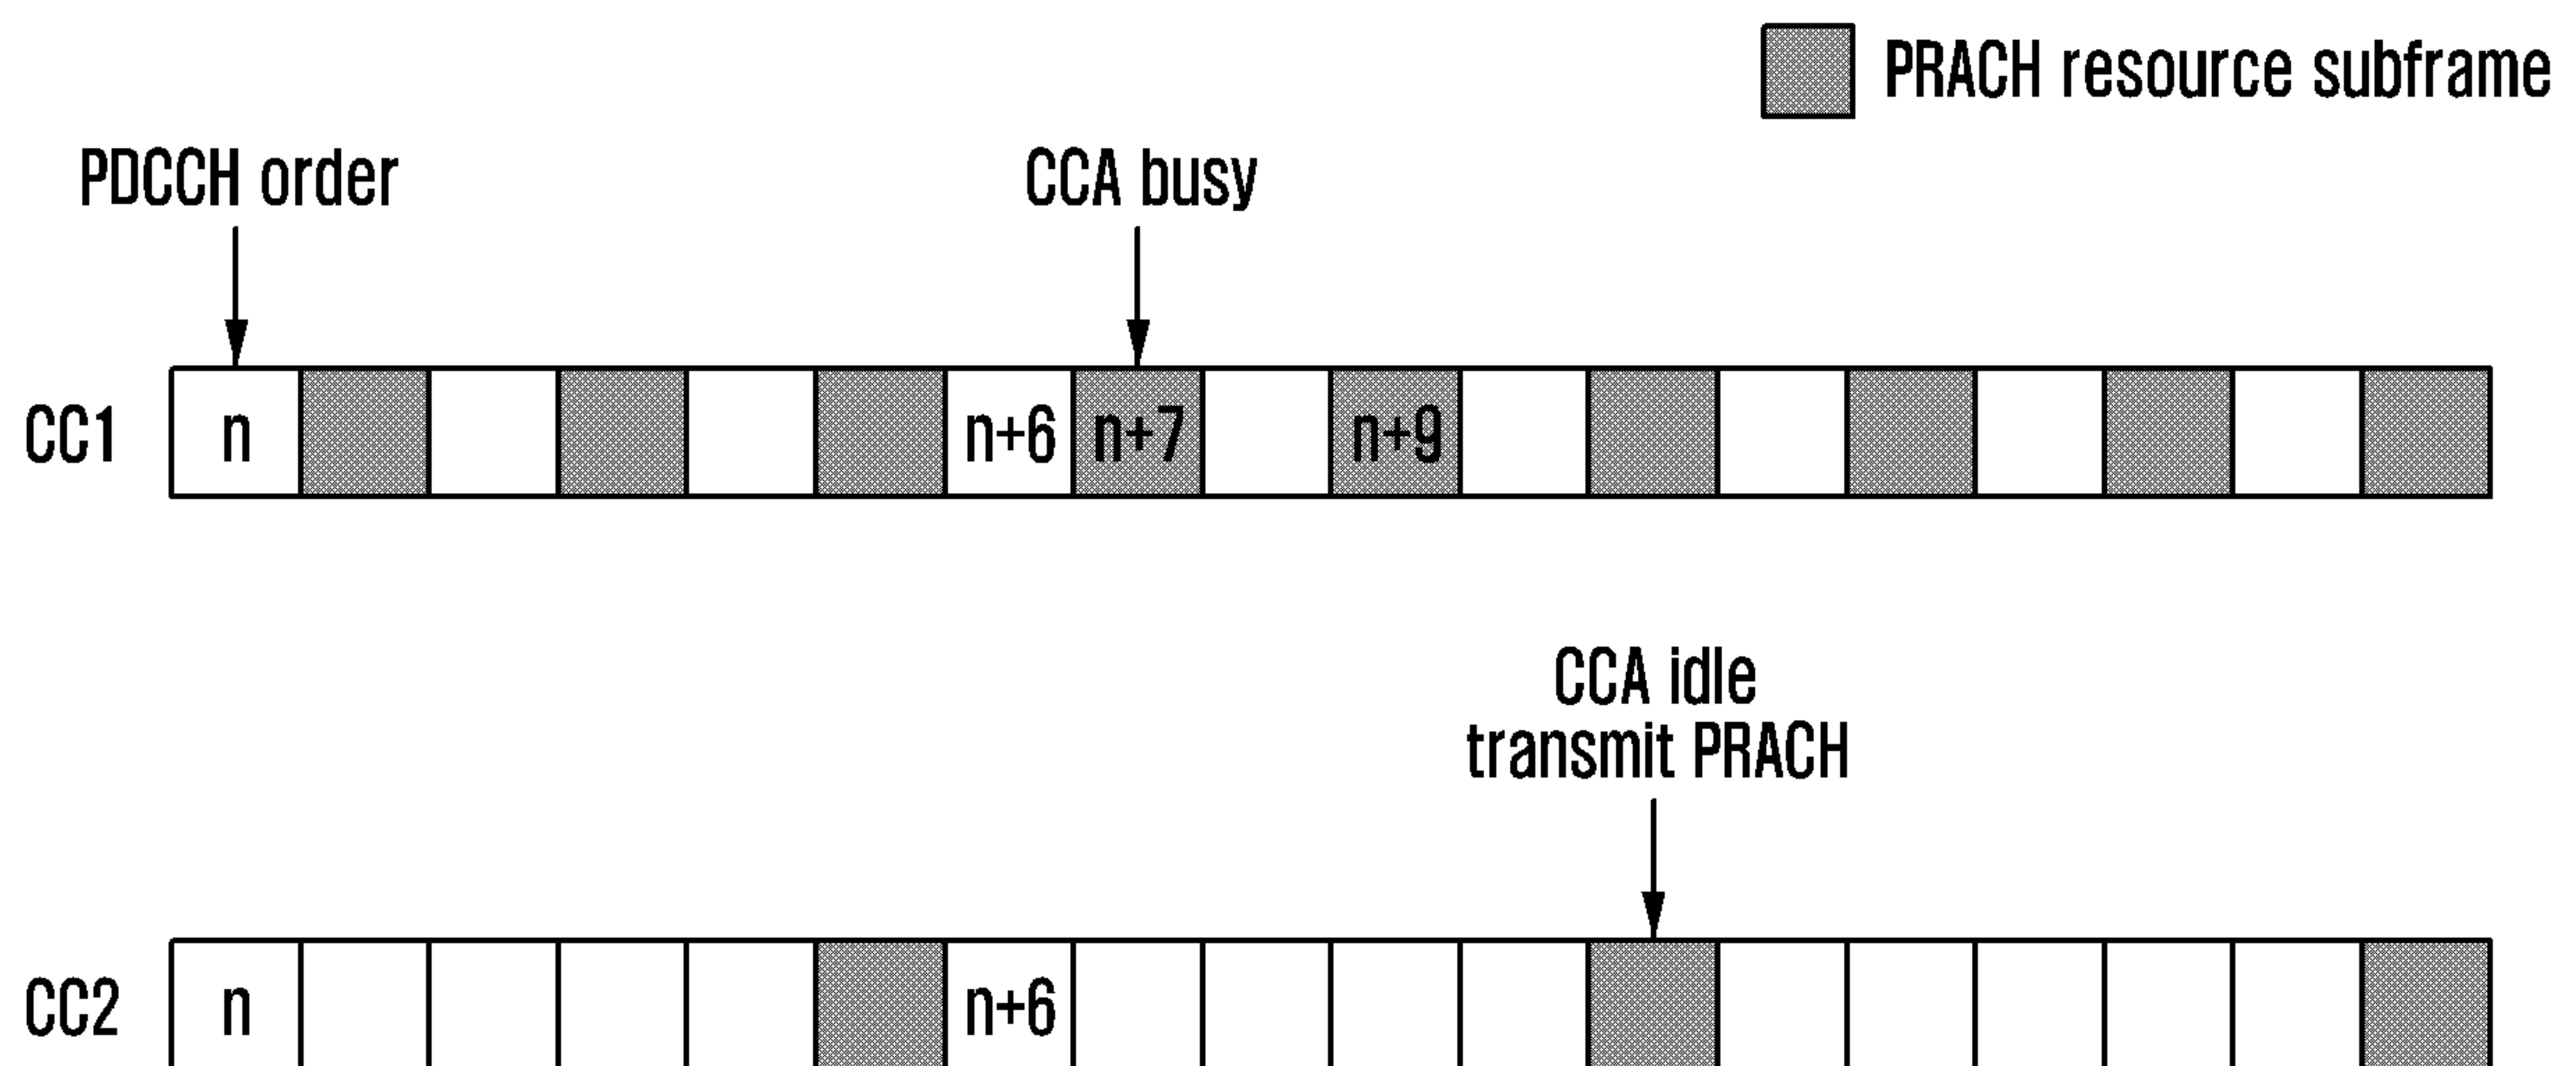 PRACH resource subframe
PDCCH order
CCA busy
CC1
n
n+6
n+7
n+9
CCA idle
transmit PRACH
CC2
n
n+6